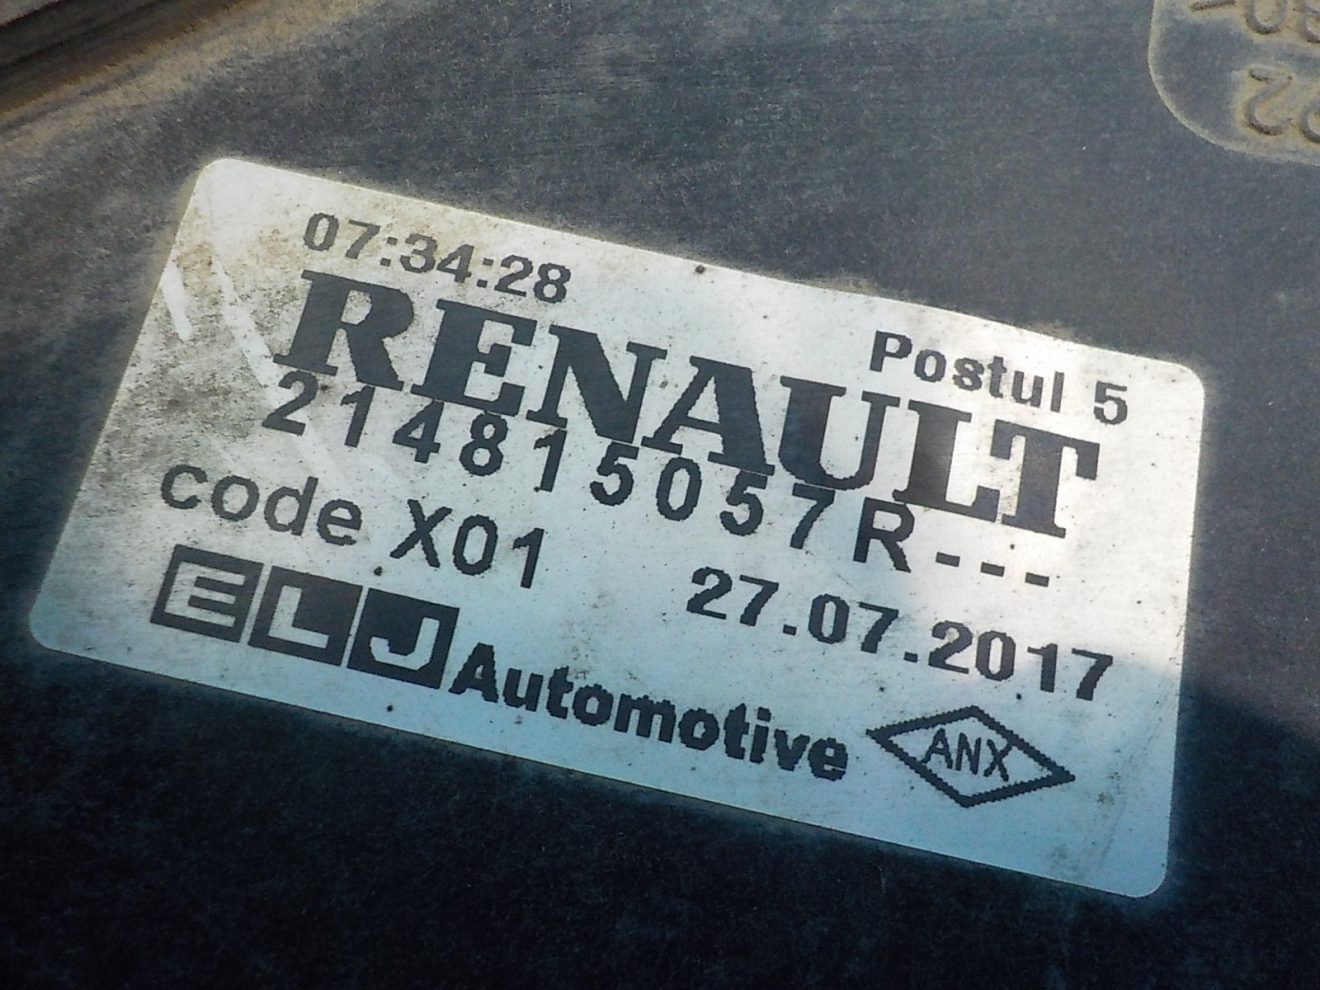 07:34:28
Postul 5
RENAULT
214815057R---
code X01
27.07.2017
ELJ Automotive
ANX